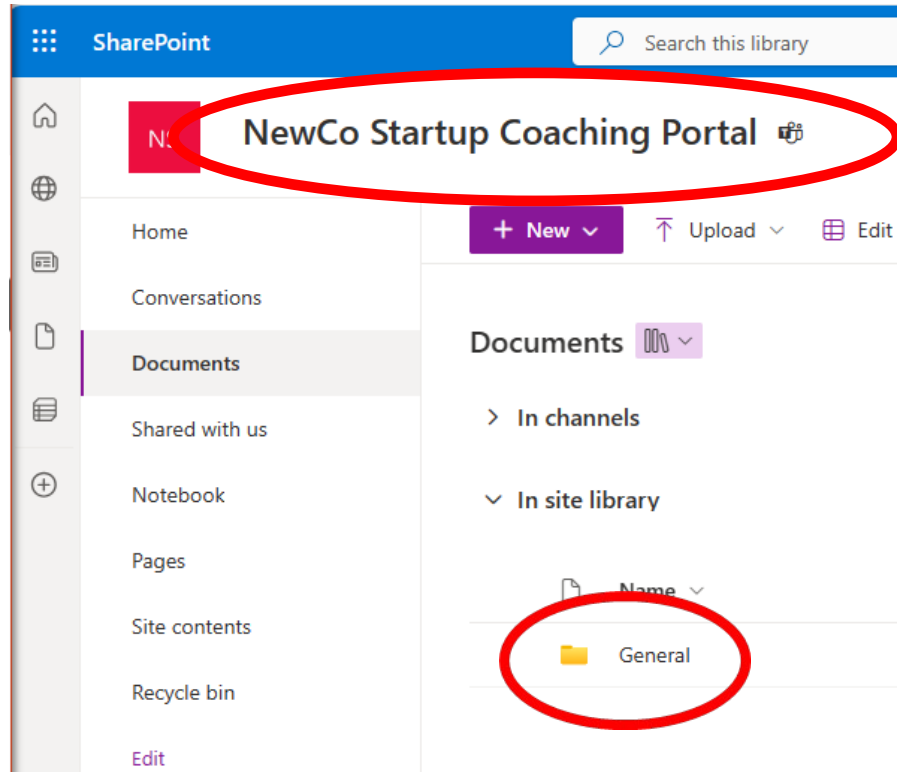 SharePoint
Search this library
NS
NewCo Startup Coaching Portal
Home
Conversations
Documents
Shared with us
Notebook
Pages
Site contents
Recycle bin
Edit
+ New
Upload
Edit
Documents
In channels
In site library
Name
General